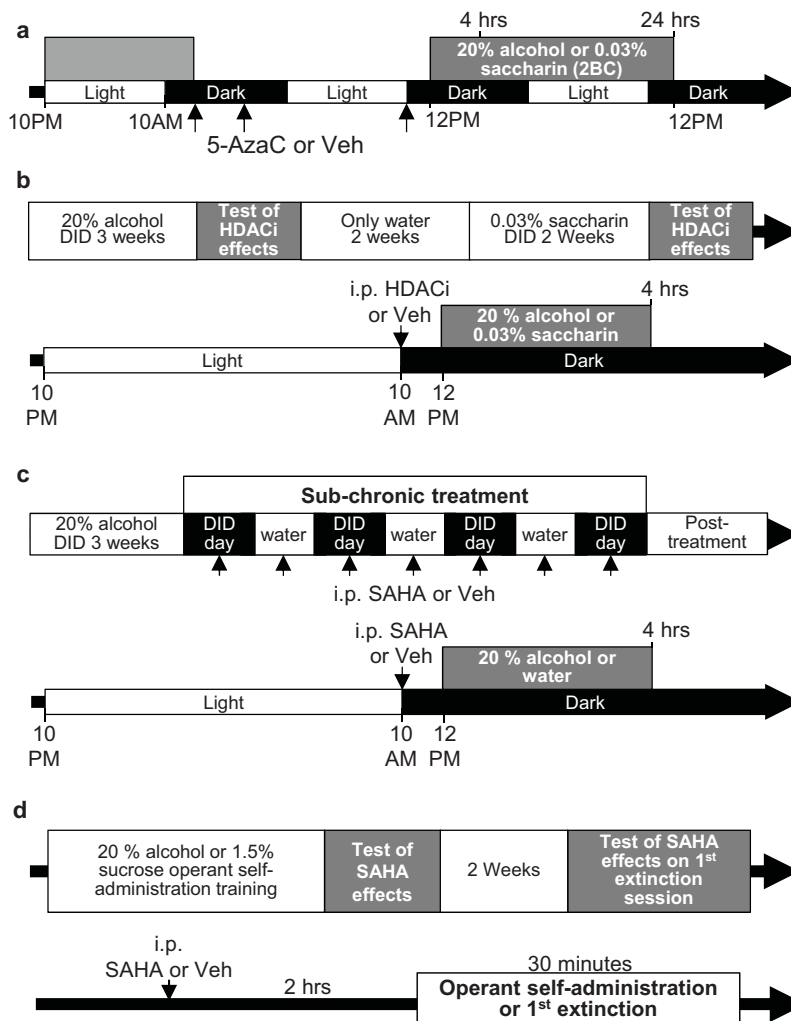 a
4 hrs
24 hrs
20% alcohol or 0.03%
saccharin (2BC)
Light
Dark
Light
Dark
Light
Dark
10PM
10AM
12PM
12PM
5-AzaC or Veh
b
20% alcohol
DID 3 weeks
Test of
HDACi
effects
Only water
2 weeks
0.03% saccharin
DID 2 Weeks
Test of
HDACi
effects
i.p. HDACi
or Veh
4 hrs
20 % alcohol or
0.03% saccharin
Light
Dark
10
PM
10
AM
12
PM
c
Sub-chronic treatment
20% alcohol
DID 3 weeks
DID
day
water
DID
day
water
DID
day
water
DID
day
Post-
treatment
i.p. SAHA or Veh
i.p. SAHA
or Veh
4 hrs
20 % alcohol or
water
Light
Dark
10
PM
10
AM
12
PM
d
20 % alcohol or 1.5%
sucrose operant self-
administration training
Test of
SAHA
effects
2 Weeks
Test of SAHA
effects on 1st
extinction
session
i.p.
SAHA or Veh
2 hrs
30 minutes
Operant self-administration
or 1st extinction